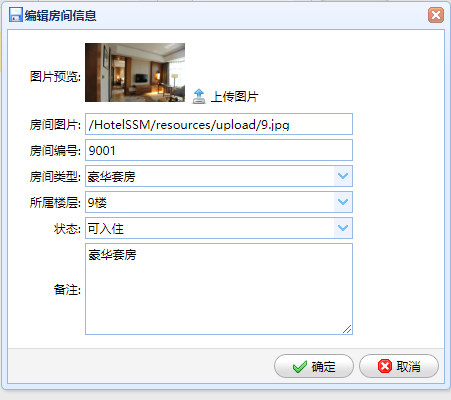 编辑房间信息
图片预览:
上传图片
房间图片: /HotelSSM/resources/upload/9.jpg
房间编号: 9001
房间类型: 豪华套房
所属楼层: 9楼
状态: 可入住
备注: 豪华套房
确定 取消